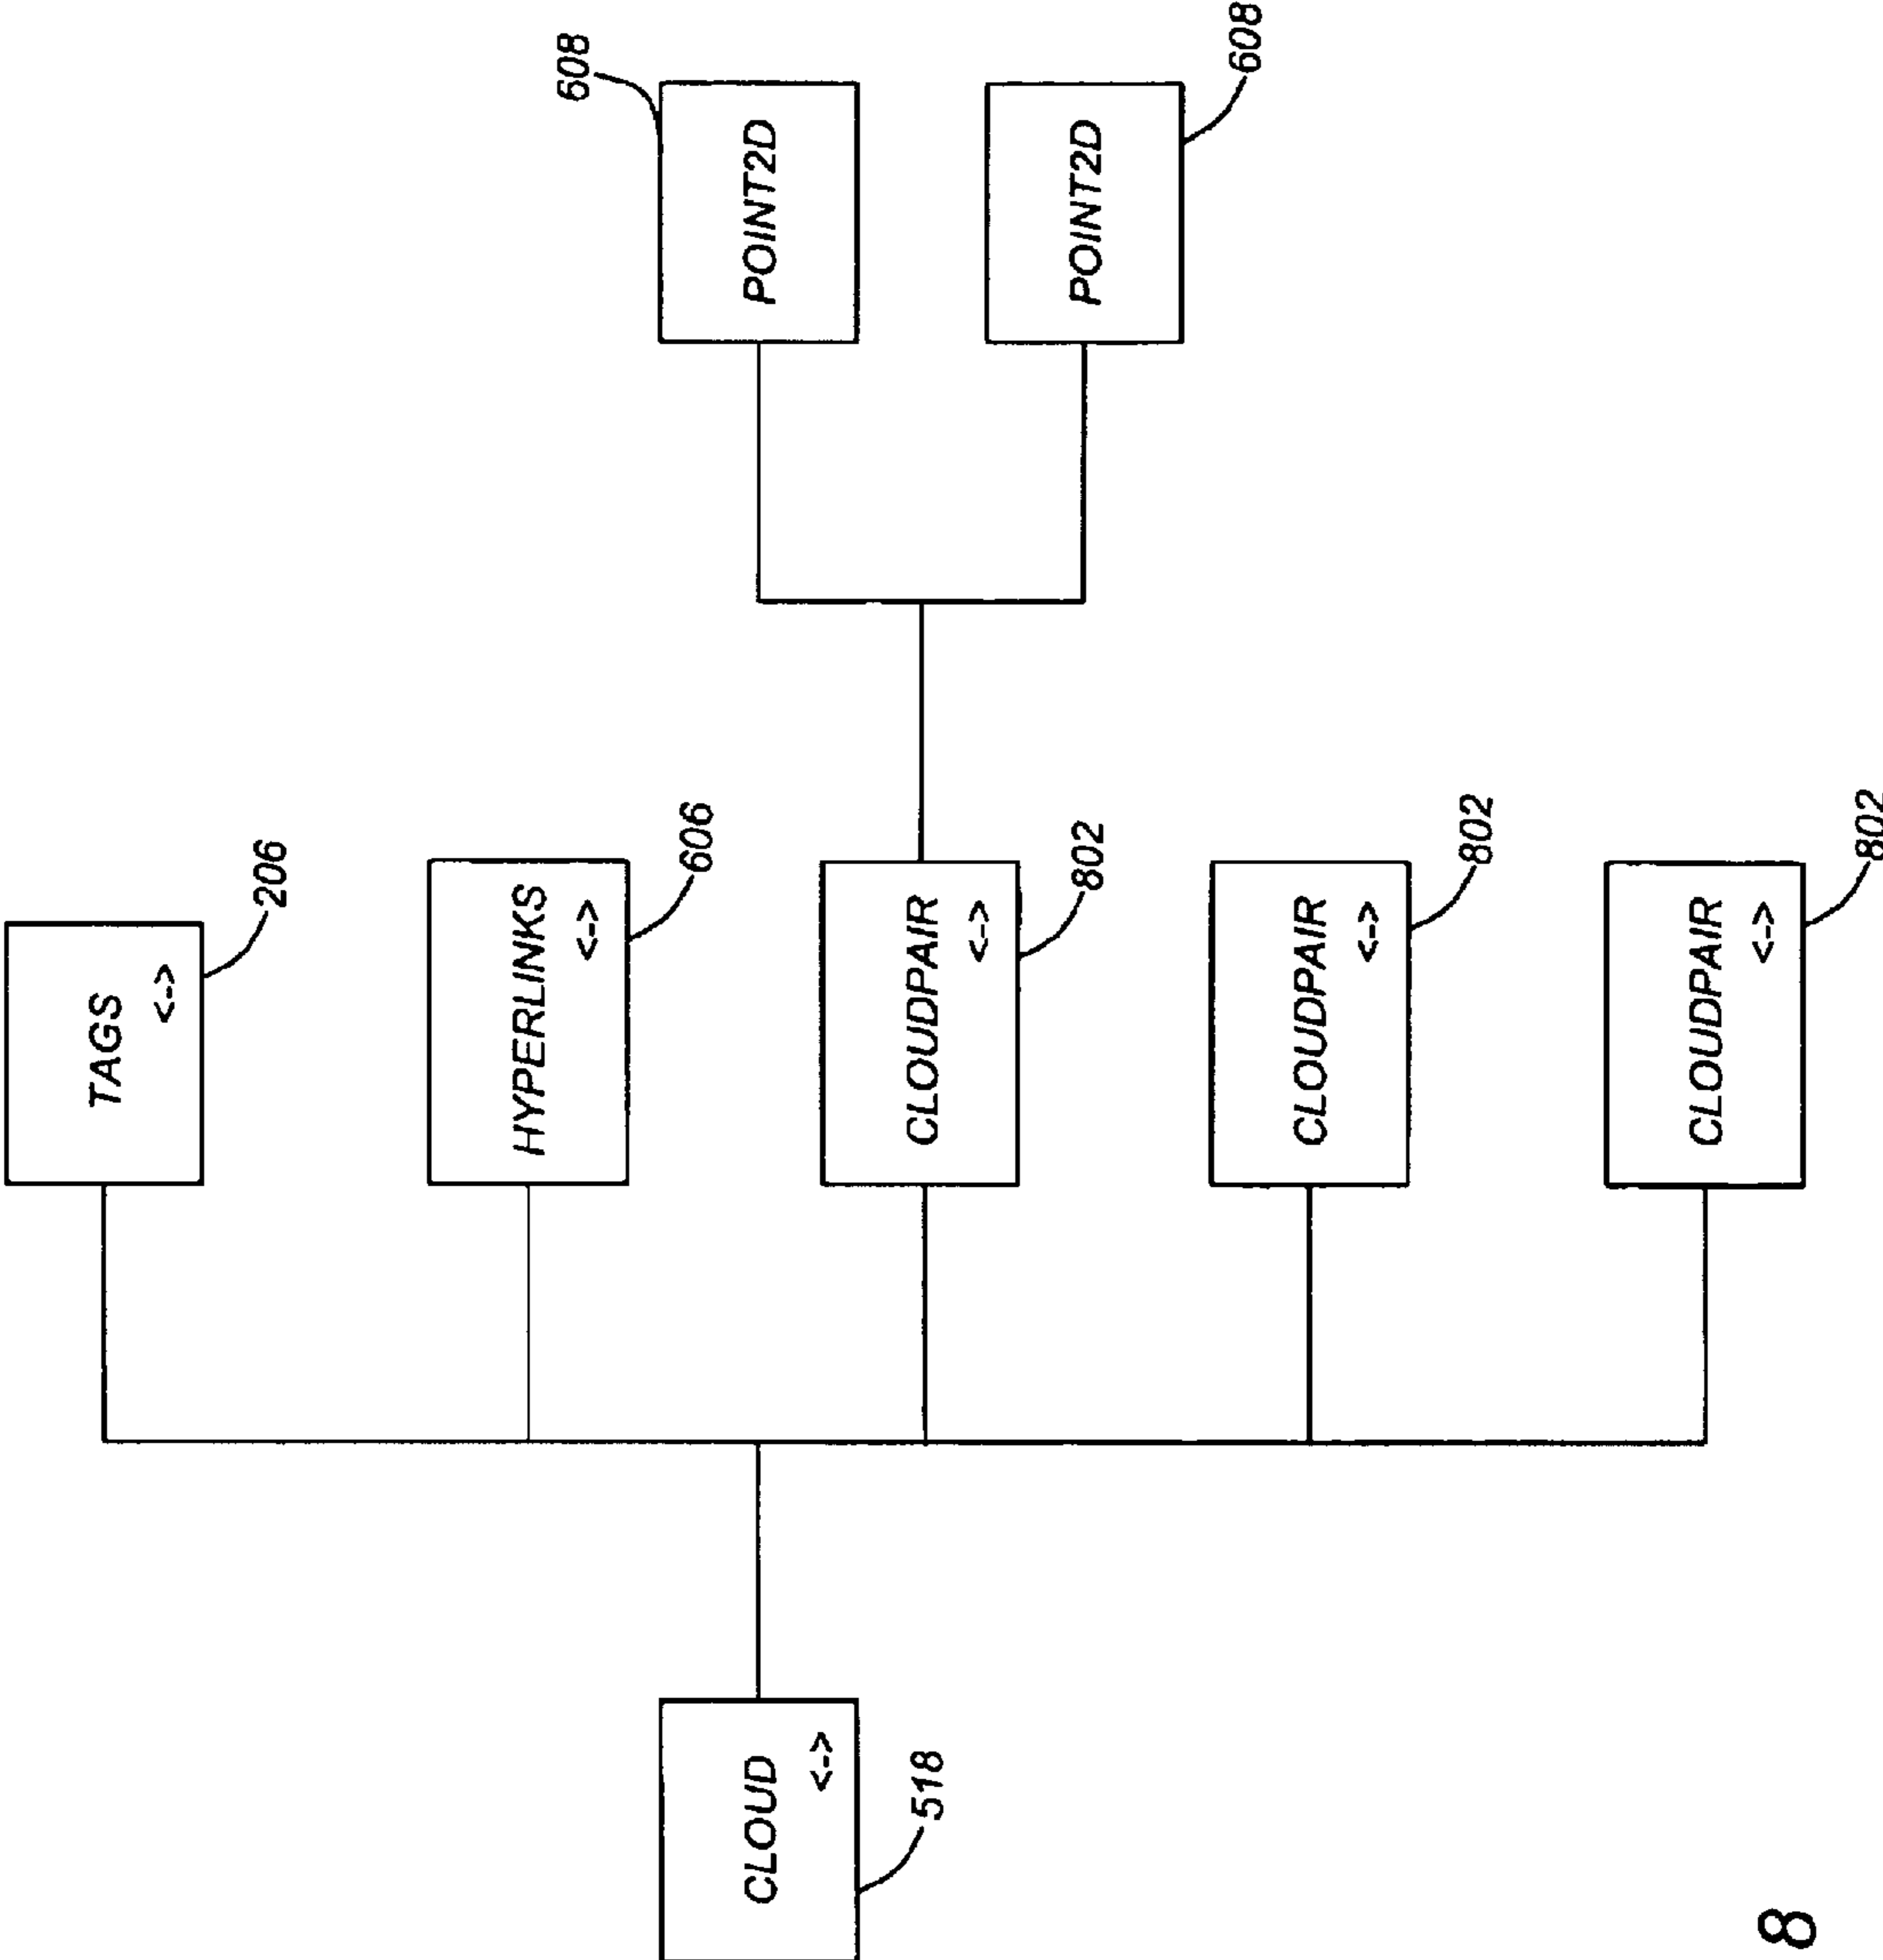 TAGS
<->
206
HYPERLINKS
<->
606
CLOUD
<->
518
CLOUDPAIR
<->
802
POINT2D
608
POINT2D
608
CLOUDPAIR
<->
802
CLOUDPAIR
<->
802
8